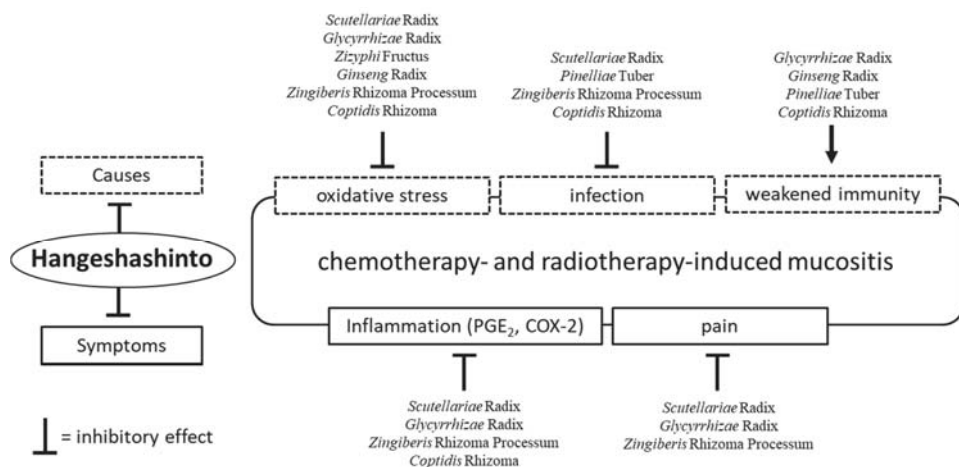 Scutellariae Radix
Glycyrrhizae Radix
Zizyphi Fructus
Ginseng Radix
Zingiberis Rhizoma Processum
Coptidis Rhizoma
Scutellariae Radix
Pinelliae Tuber
Zingiberis Rhizoma Processum
Coptidis Rhizoma
Glycyrrhizae Radix
Ginseng Radix
Pinelliae Tuber
Coptidis Rhizoma
Causes
oxidative stress
infection
weakened immunity
Hangeshashinto
chemotherapy- and radiotherapy-induced mucositis
Symptoms
Inflammation (PGE₂, COX-2)
pain
Scutellariae Radix
Glycyrrhizae Radix
Zingiberis Rhizoma Processum
Coptidis Rhizoma
Scutellariae Radix
Glycyrrhizae Radix
Zingiberis Rhizoma Processum
= inhibitory effect